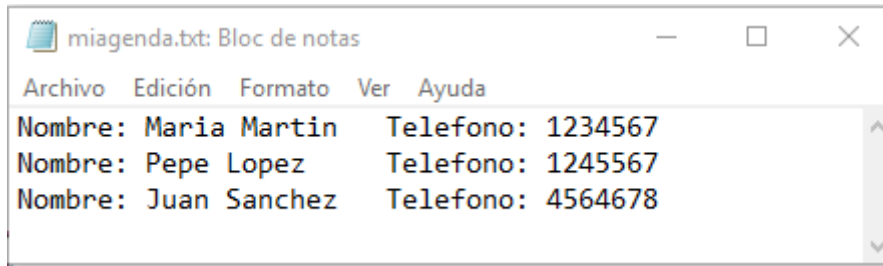 miagenda.txt: Bloc de notas
Archivo Edición Formato Ver Ayuda
Nombre: Maria Martin   Telefono: 1234567
Nombre: Pepe Lopez     Telefono: 1245567
Nombre: Juan Sanchez   Telefono: 4564678